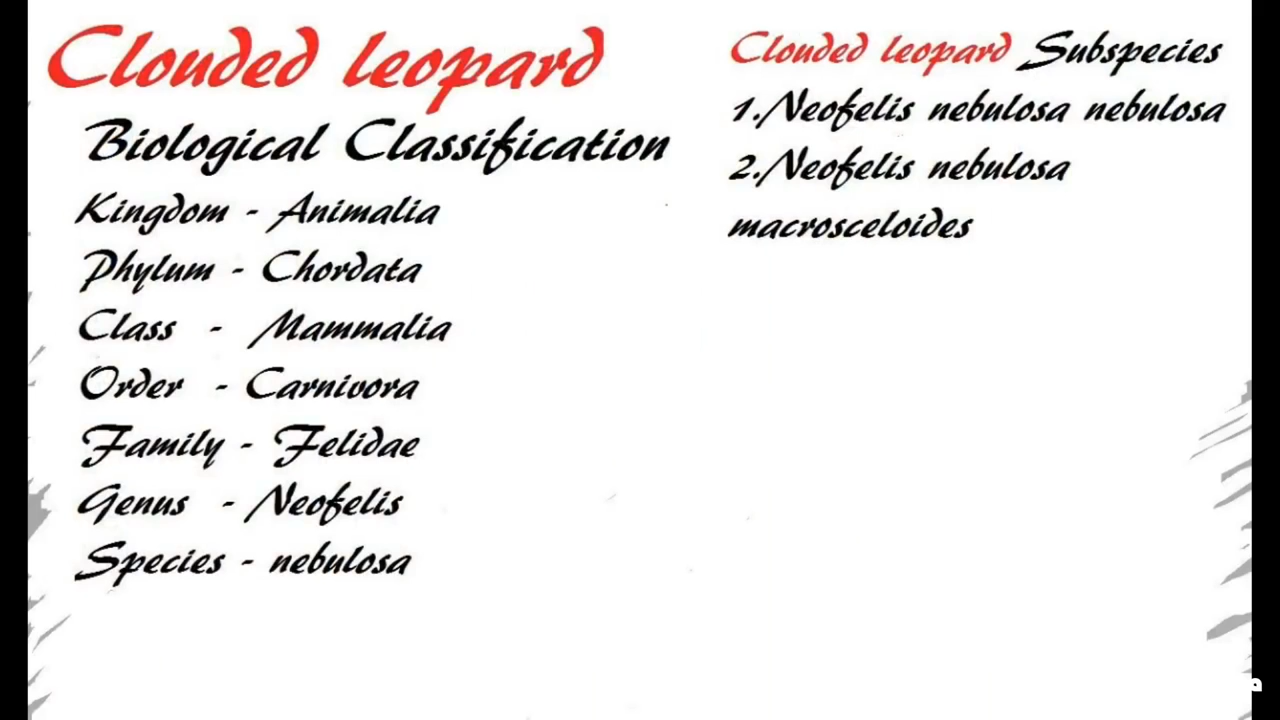 Clouded leopard
Biological Classification
Kingdom - Animalia
Phylum - Chordata
Class - Mammalia
Order - Carnivora
Family - Felidae
Genus - Neofelis
Species - nebulosa
Clouded leopard Subspecies
1.Neofelis nebulosa nebulosa
2.Neofelis nebulosa
macrosceloides